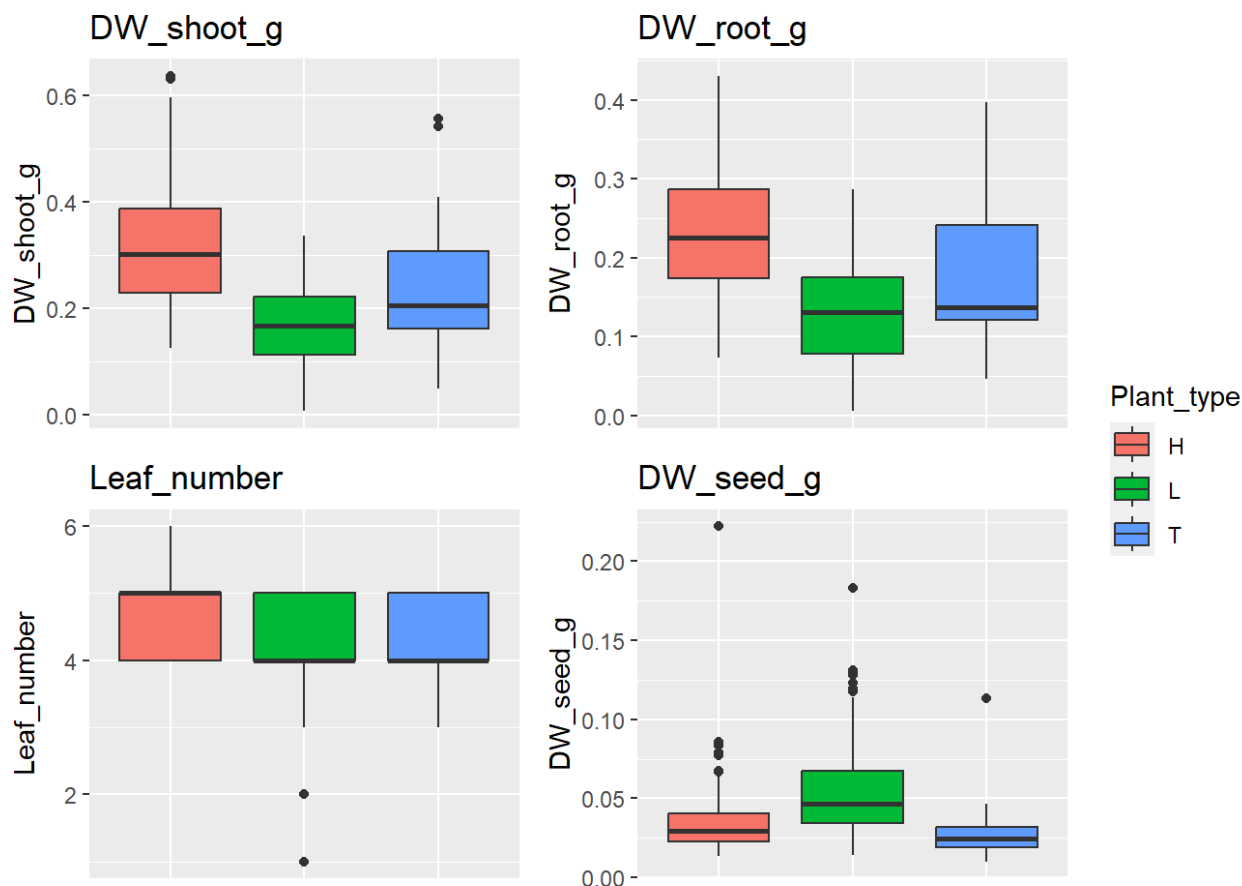 DW_shoot_g
DW_shoot_g
0.6
0.4
0.2
0.0
DW_root_g
DW_root_g
0.4
0.3
0.2
0.1
0.0
Leaf_number
Leaf_number
6
4
2
DW_seed_g
DW_seed_g
0.20
0.15
0.10
0.05
0.00
Plant_type
H
L
T